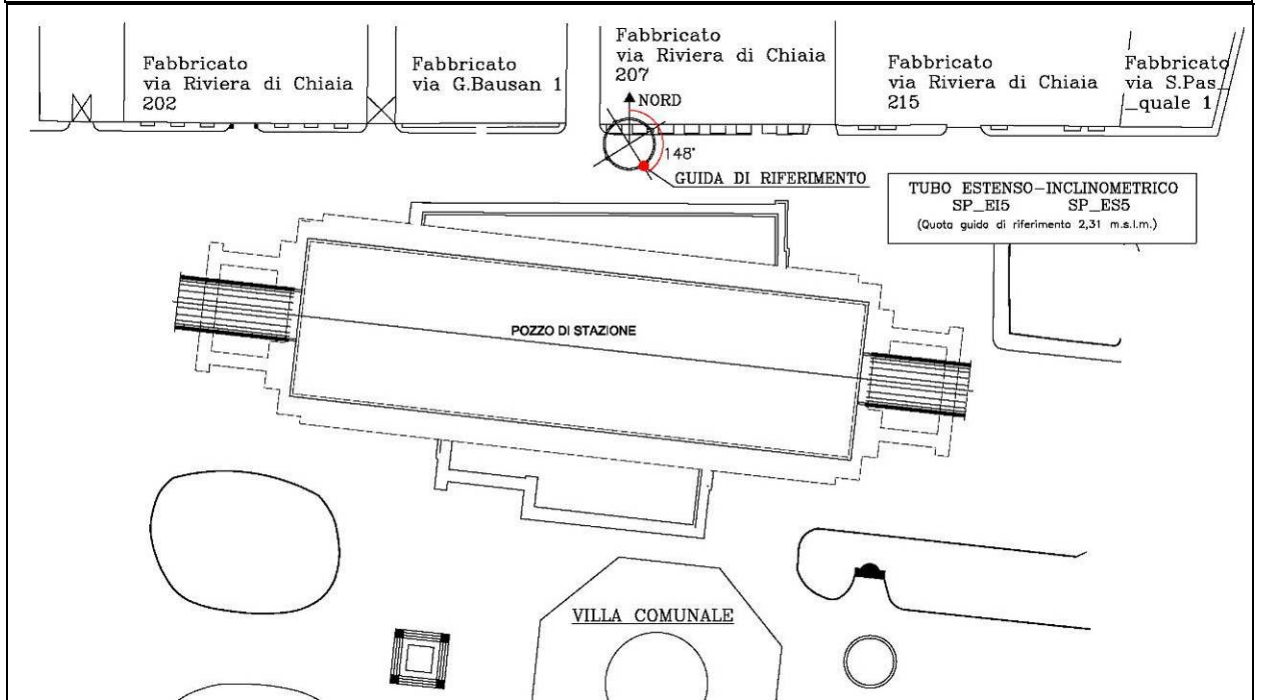 Fabbricato
via Riviera di Chiaia
202
Fabbricato
via G.Bausan 1
Fabbricato
via Riviera di Chiaia
207
Fabbricato
via Riviera di Chiaia
215
Fabbricato
via S.Pas_
_quale 1
NORD
148°
GUIDA DI RIFERIMENTO
TUBO ESTENSO-INCLINOMETRICO
SP_EI5 SP_ES5
(Quota guida di riferimento 2,31 m.s.l.m.)
POZZO DI STAZIONE
VILLA COMUNALE